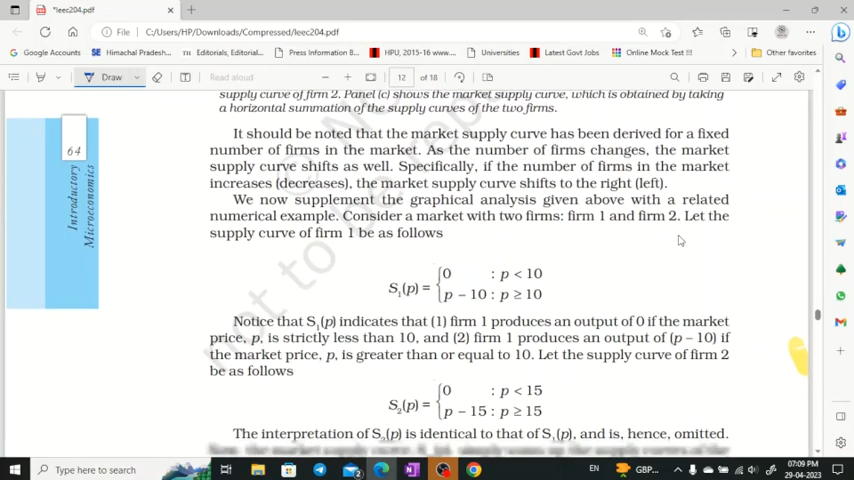 *leec204.pdf
File
C:/Users/HP/Downloads/Compressed/leec204.pdf
Google Accounts
Himachal Pradesh...
Editorials, Editorial...
Press Information B...
HPU, 2015-16 www....
Universities
Latest Govt Jobs
Online Mock Test !!!
Other favorites
Draw
Read aloud
12 of 18
supply curve of firm 2. Panel (c) shows the market supply curve, which is obtained by taking
a horizontal summation of the supply curves of the two firms.
It should be noted that the market supply curve has been derived for a fixed
number of firms in the market. As the number of firms changes, the market
supply curve shifts as well. Specifically, if the number of firms in the market
increases (decreases), the market supply curve shifts to the right (left).
We now supplement the graphical analysis given above with a related
numerical example. Consider a market with two firms: firm 1 and firm 2. Let the
supply curve of firm 1 be as follows
S₁(p) = {0 : p < 10
p – 10 : p ≥ 10
Notice that S₁(p) indicates that (1) firm 1 produces an output of 0 if the market
price, p, is strictly less than 10, and (2) firm 1 produces an output of (p – 10) if
the market price, p, is greater than or equal to 10. Let the supply curve of firm 2
be as follows
S₂(p) = {0 : p < 15
p – 15 : p ≥ 15
The interpretation of S₂(p) is identical to that of S₁(p), and is, hence, omitted.
64
Introductory
Microeconomics
not to be repu
Type here to search
EN
GBP...
07:09 PM
29-04-2023